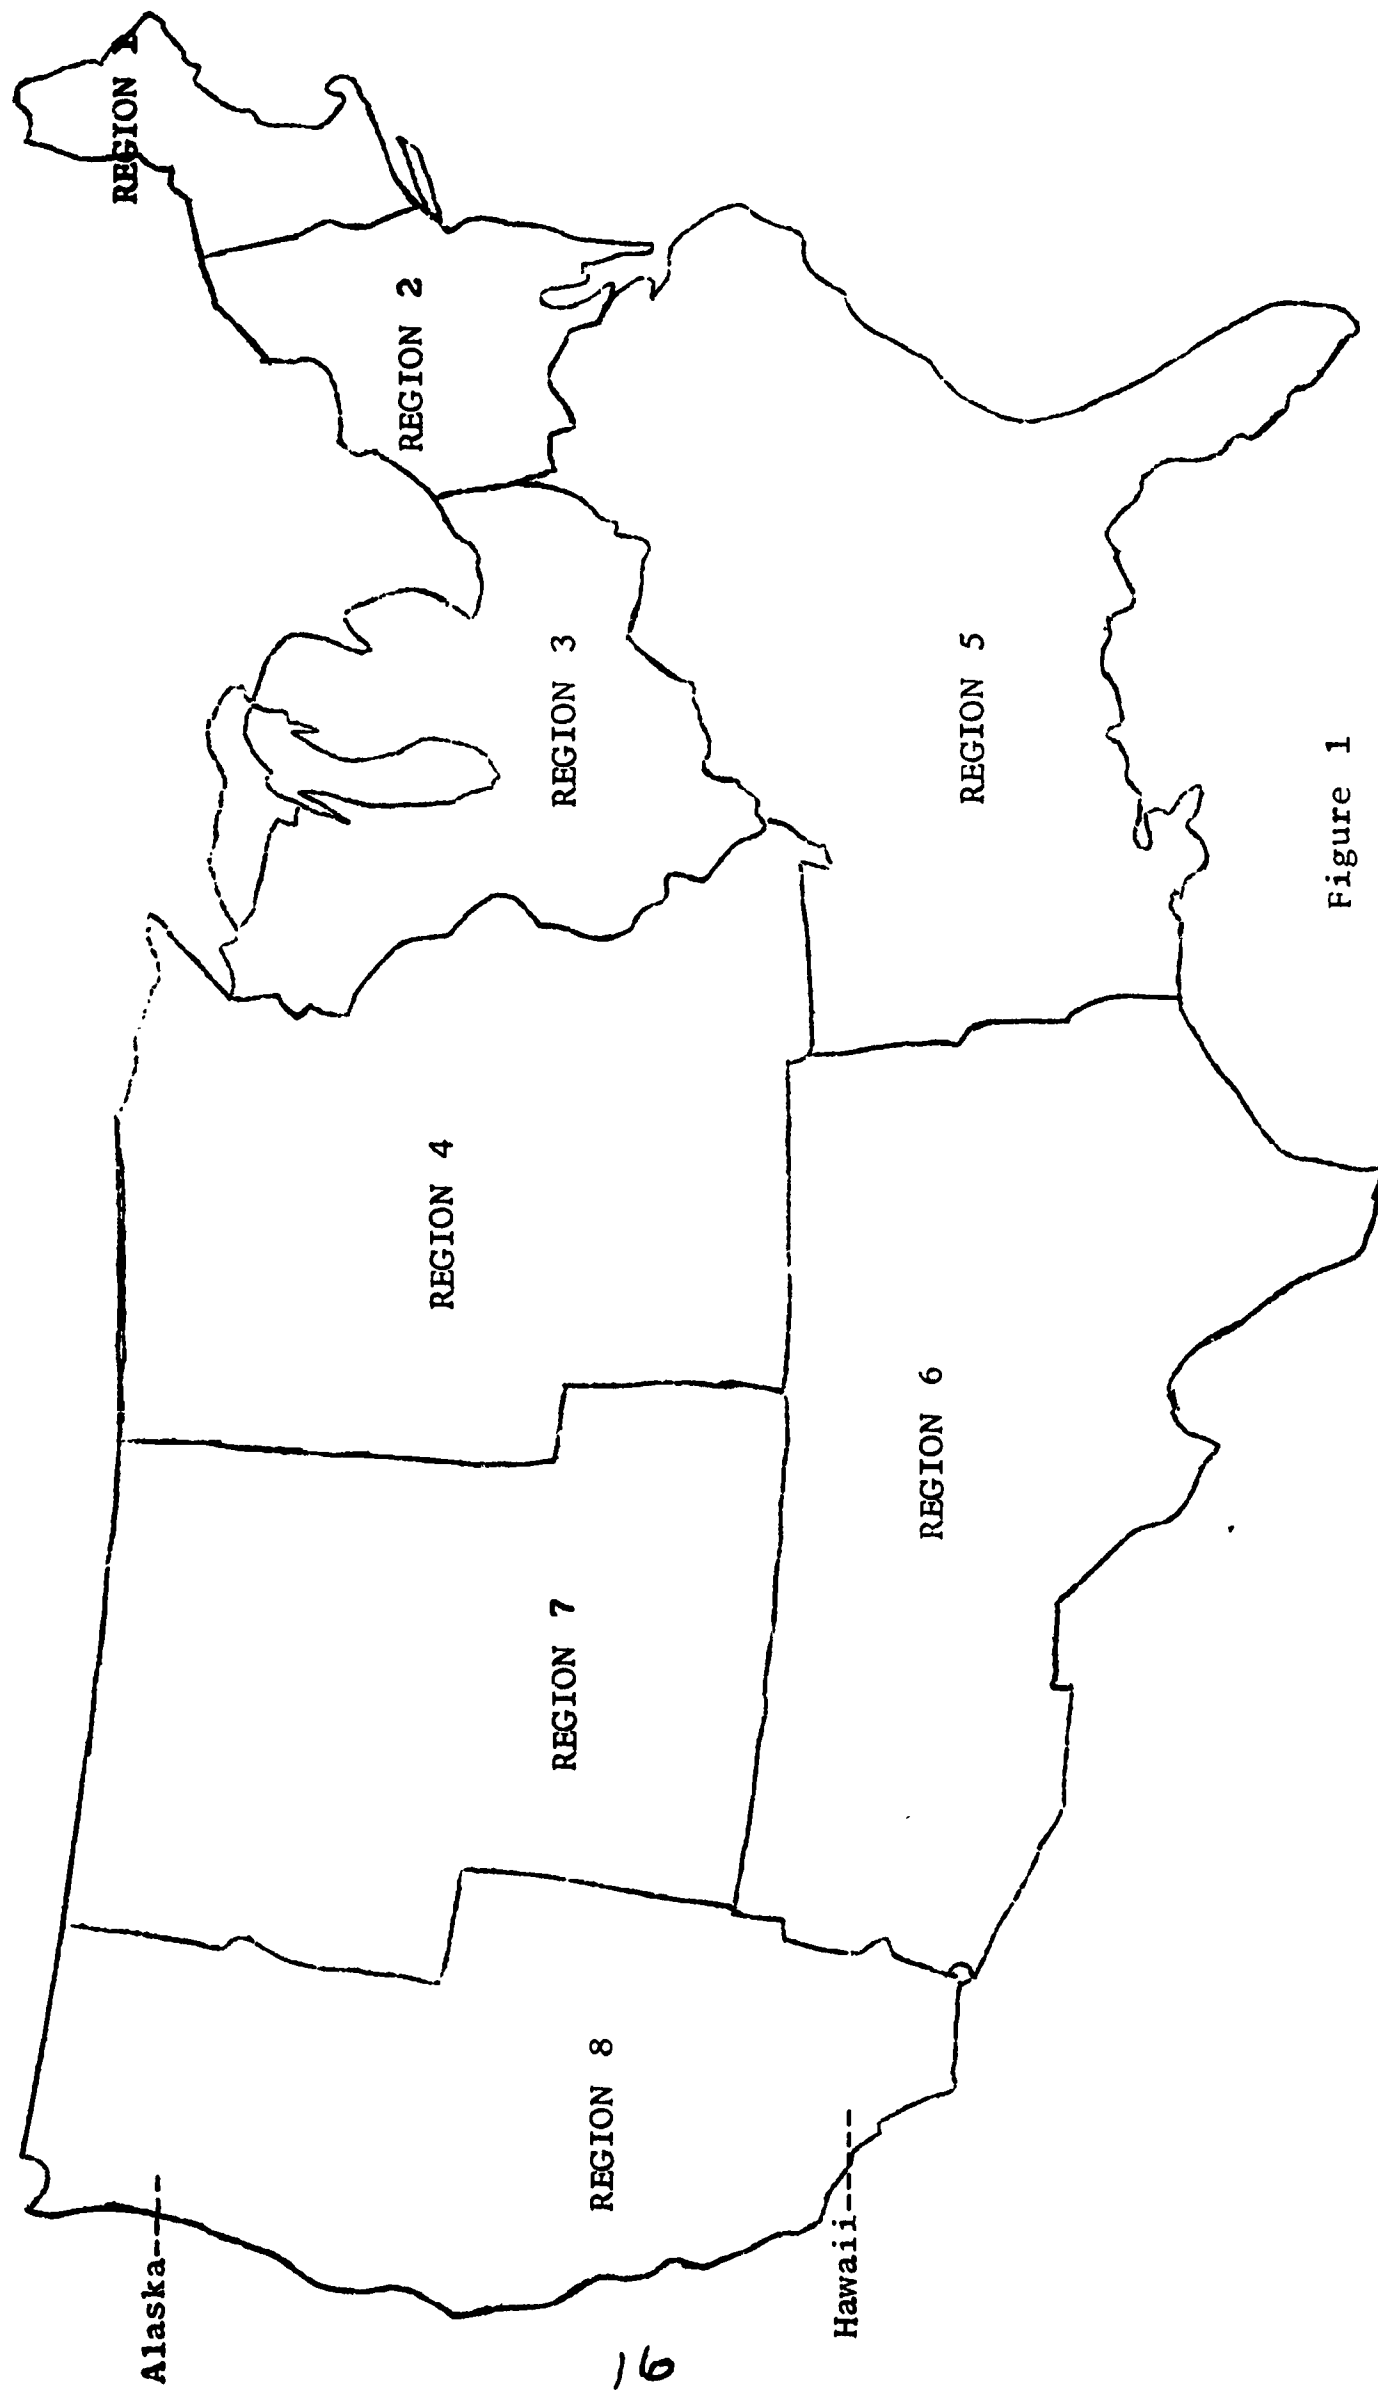 Alaska----
REGION 1
REGION 2
REGION 4
REGION 3
REGION 7
REGION 8
Hawaii------
REGION 6
REGION 5
Figure 1
16